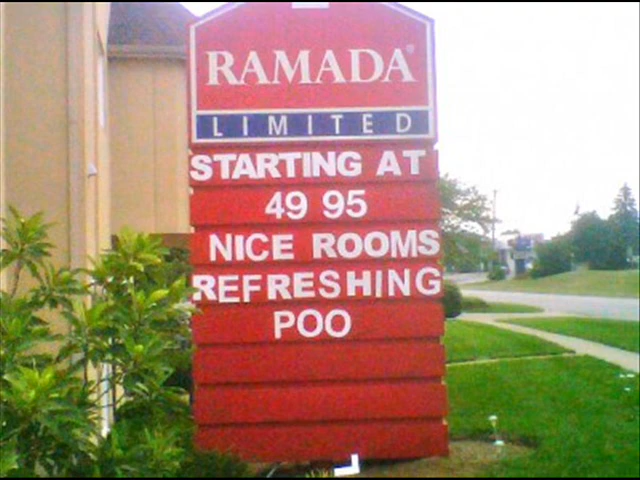 RAMADA®
LIMITED
STARTING AT
49 95
NICE ROOMS
REFRESHING
POO
L